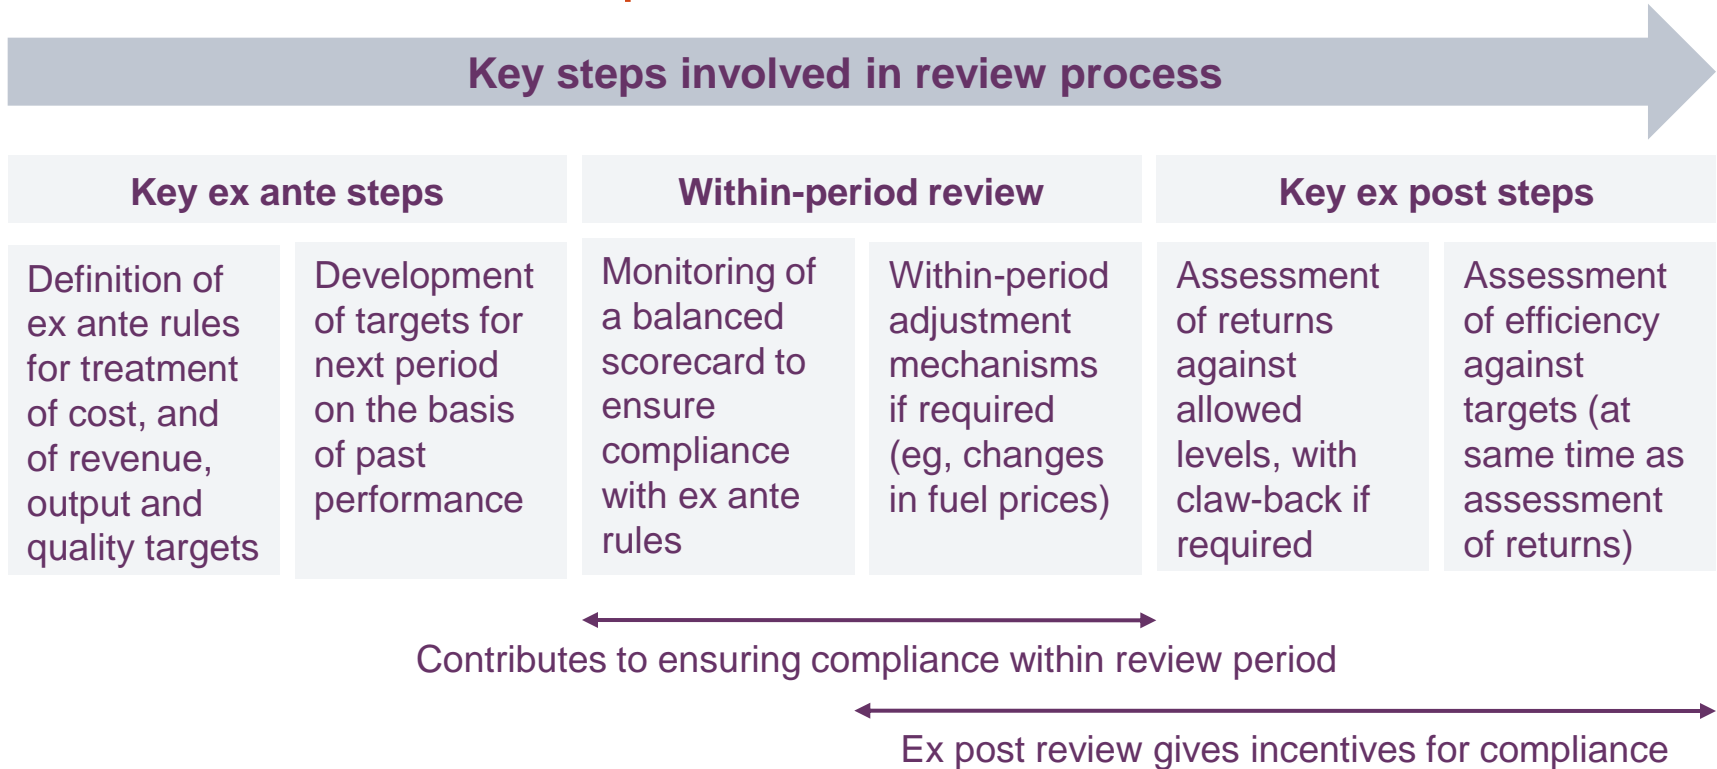 Key steps involved in review process
Key ex ante steps
Within-period review
Key ex post steps
Definition of
ex ante rules
for treatment
of cost, and
of revenue,
output and
quality targets
Development
of targets for
next period
on the basis
of past
performance
Monitoring of
a balanced
scorecard to
ensure
compliance
with ex ante
rules
Within-period
adjustment
mechanisms
if required
(eg, changes
in fuel prices)
Assessment
of returns
against
allowed
levels, with
claw-back if
required
Assessment
of efficiency
against
targets (at
same time as
assessment
of returns)
Contributes to ensuring compliance within review period
Ex post review gives incentives for compliance